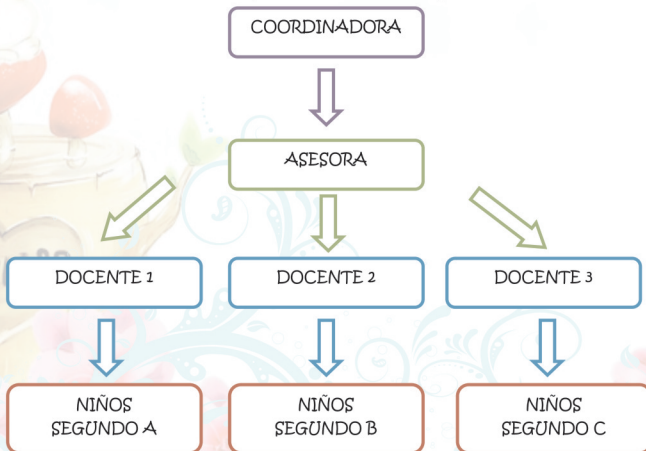 COORDINADORA
ASESORA
DOCENTE 1
DOCENTE 2
DOCENTE 3
NIÑOS
SEGUNDO A
NIÑOS
SEGUNDO B
NIÑOS
SEGUNDO C